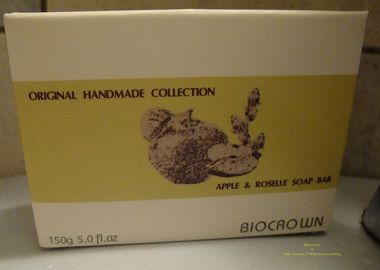 ORIGINAL HANDMADE COLLECTION
APPLE & ROSELLE SOAP BAR
150g 5.0 fl.oz
BIOCROWN